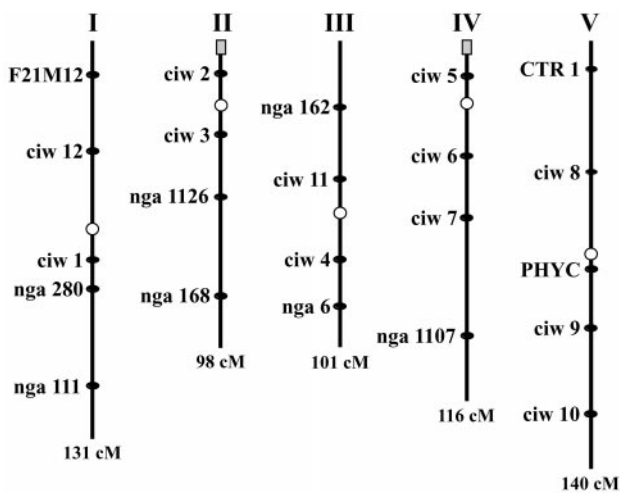 I
II
III
IV
V
F21M12
ciw 12
ciw 1
nga 280
nga 111
131 cM
ciw 2
ciw 3
nga 1126
nga 168
98 cM
nga 162
ciw 11
ciw 4
nga 6
101 cM
ciw 5
ciw 6
ciw 7
nga 1107
116 cM
CTR 1
ciw 8
PHYC
ciw 9
ciw 10
140 cM